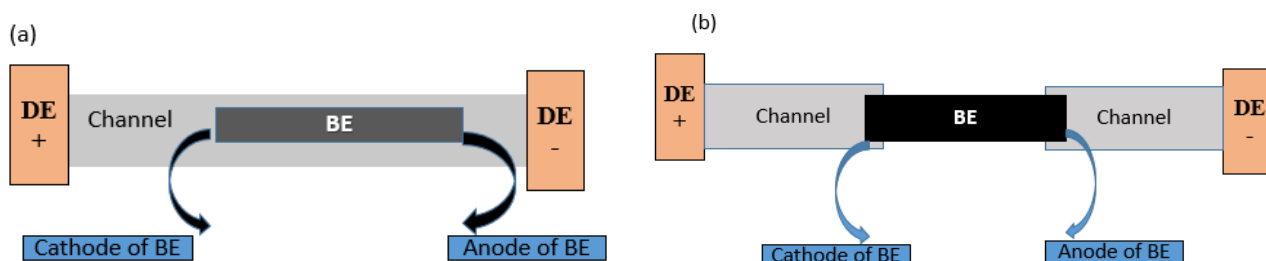 (a)
DE
+
Channel
BE
DE
-
Cathode of BE
Anode of BE
(b)
DE
+
Channel
BE
Channel
DE
-
Cathode of BE
Anode of BE